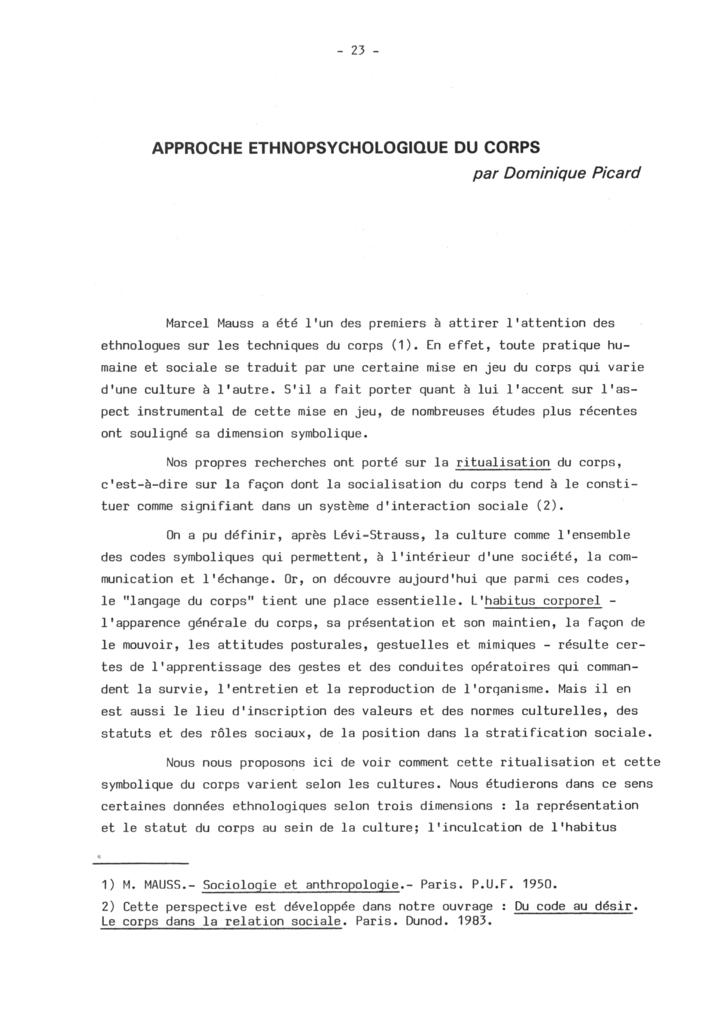 - 23 -
APPROCHE ETHNOPSYCHOLOGIQUE DU CORPS
par Dominique Picard
Marcel Mauss a été l'un des premiers à attirer l'attention des
ethnologues sur les techniques du corps (1). En effet, toute pratique hu-
maine et sociale se traduit par une certaine mise en jeu du corps qui varie
d'une culture à l'autre. S'il a fait porter quant à lui l'accent sur l'as-
pect instrumental de cette mise en jeu, de nombreuses études plus récentes
ont souligné sa dimension symbolique.
Nos propres recherches ont porté sur la ritualisation du corps,
c'est-à-dire sur la façon dont la socialisation du corps tend à le consti-
tuer comme signifiant dans un système d'interaction sociale (2).
On a pu définir, après Lévi-Strauss, la culture comme l'ensemble
des codes symboliques qui permettent, à l'intérieur d'une société, la com-
munication et l'échange. Or, on découvre aujourd'hui que parmi ces codes,
le "langage du corps" tient une place essentielle. L'habitus corporel -
l'apparence générale du corps, sa présentation et son maintien, la façon de
le mouvoir, les attitudes posturales, gestuelles et mimiques - résulte cer-
tes de l'apprentissage des gestes et des conduites opératoires qui comman-
dent la survie, l'entretien et la reproduction de l'organisme. Mais il en
est aussi le lieu d'inscription des valeurs et des normes culturelles, des
statuts et des rôles sociaux, de la position dans la stratification sociale.
Nous nous proposons ici de voir comment cette ritualisation et cette
symbolique du corps varient selon les cultures. Nous étudierons dans ce sens
certaines données ethnologiques selon trois dimensions : la représentation
et le statut du corps au sein de la culture; l'inculcation de l'habitus
1) M. MAUSS.- Sociologie et anthropologie.- Paris. P.U.F. 1950.
2) Cette perspective est développée dans notre ouvrage : Du code au désir.
Le corps dans la relation sociale. Paris. Dunod. 1983.